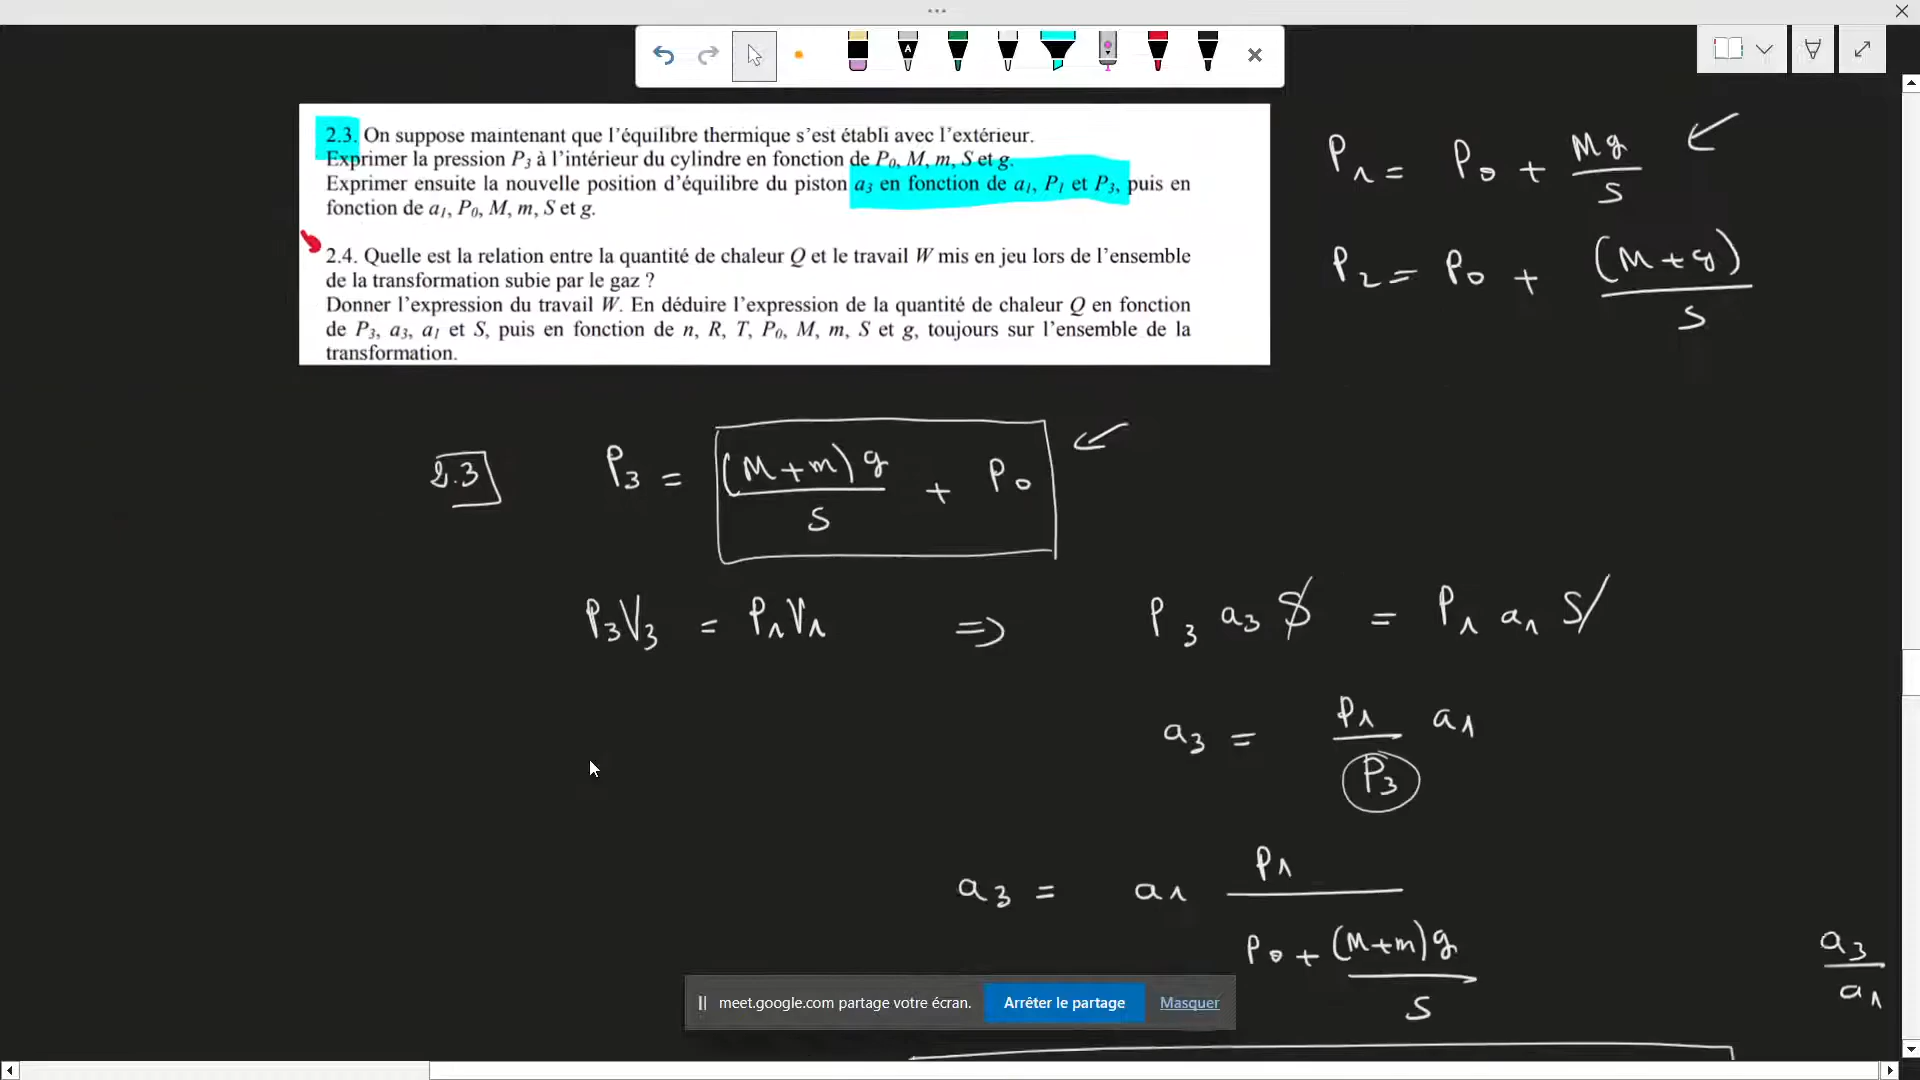 2.3. On suppose maintenant que l'équilibre thermique s'est établi avec l'extérieur.
Exprimer la pression P3 à l'intérieur du cylindre en fonction de P0, M, m, S et g.
Exprimer ensuite la nouvelle position d'équilibre du piston a3 en fonction de a1, P1 et P3, puis en
fonction de a1, P0, M, m, S et g.
2.4. Quelle est la relation entre la quantité de chaleur Q et le travail W mis en jeu lors de l'ensemble
de la transformation subie par le gaz ?
Donner l'expression du travail W. En déduire l'expression de la quantité de chaleur Q en fonction
de P3, a3, a1 et S, puis en fonction de n, R, T, P0, M, m, S et g, toujours sur l'ensemble de la
transformation.
P1 = P0 + Mg/S
P2 = P0 + (M+g)/S
2.3 P3 = (M+m)g/S + P0
P3V3 = P1V1 => P3 a3 S = P1 a1 S
a3 = P1/P3 a1
a3 = a1 P1/(P0 + (M+m)g/S)
a3/a1
meet.google.com partage votre écran. Arrêter le partage Masquer